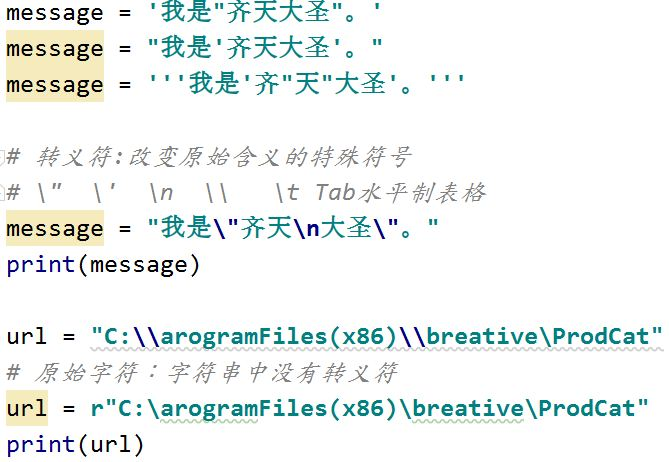 message = '我是"齐天大圣"。'
message = "我是'齐天大圣'。"
message = '''我是'齐"天"大圣'。'''
# 转义符:改变原始含义的特殊符号
# \" \' \n \\ \t Tab水平制表格
message = "我是\"齐天\n大圣\"。"
print(message)
url = "C:\\arogramFiles(x86)\\breative\ProdCat"
# 原始字符：字符串中没有转义符
url = r"C:\arogramFiles(x86)\breative\ProdCat"
print(url)